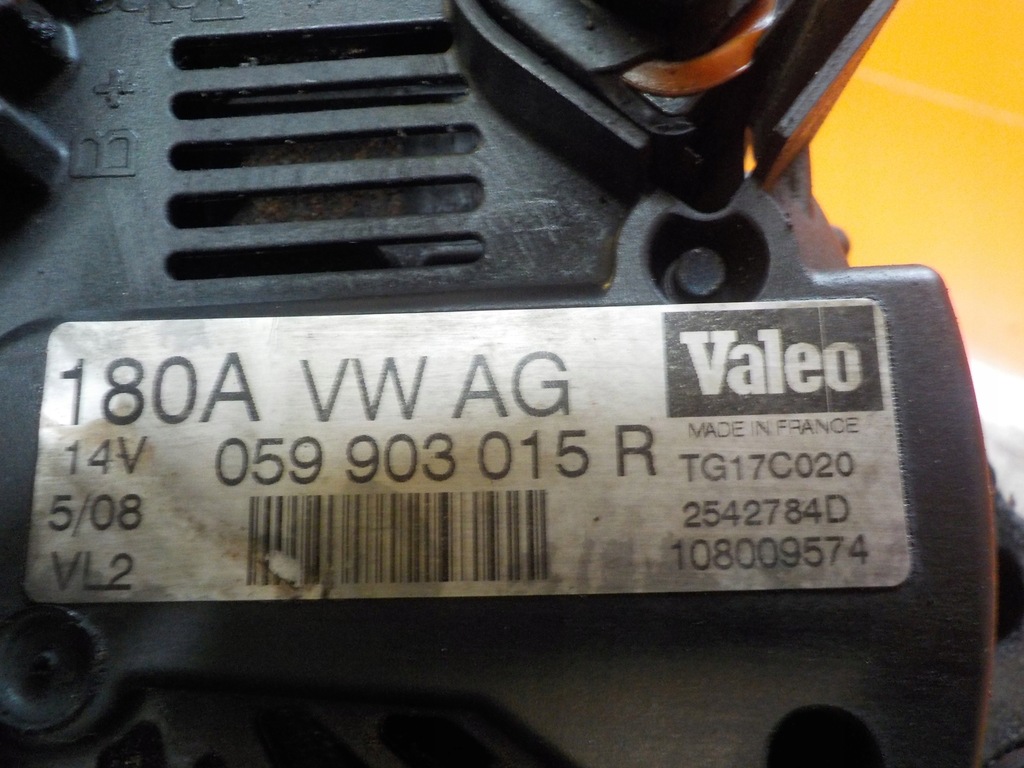 B+
180A VW AG
Valeo
MADE IN FRANCE
14V 059 903 015 R
TG17C020
5/08
2542784D
VL2
108009574